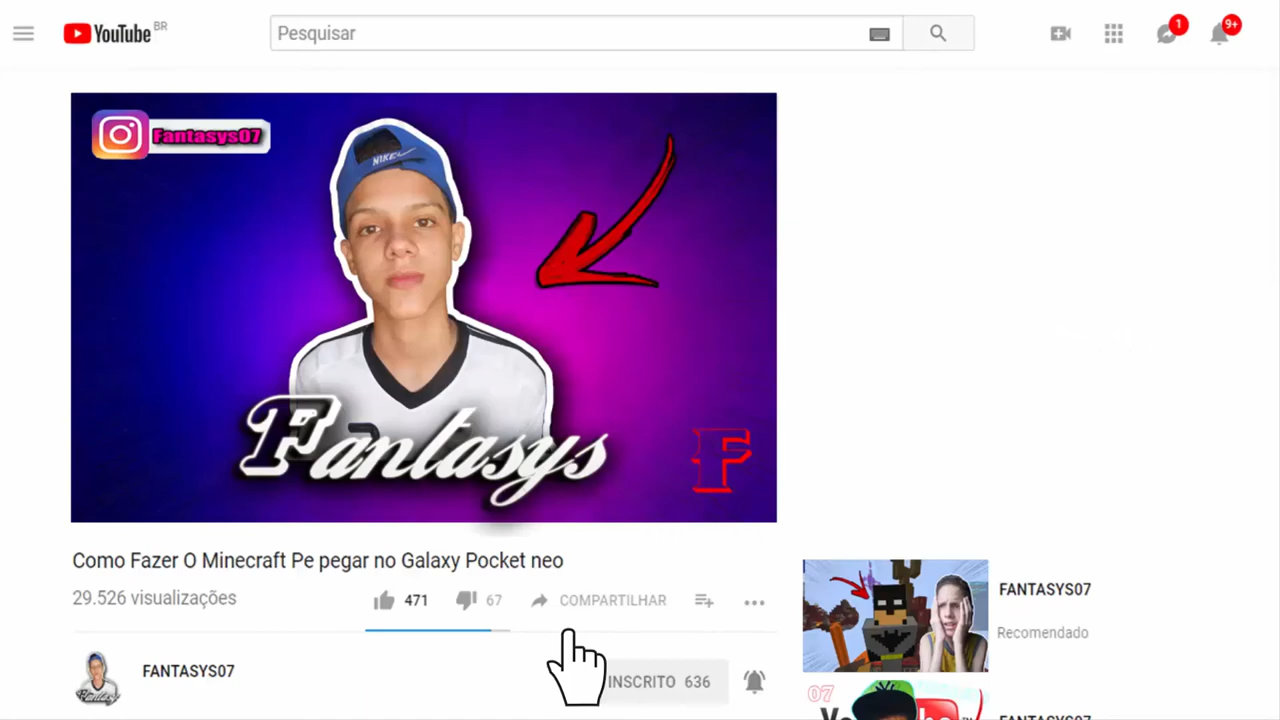 YouTube BR
Pesquisar
1
9+
Fantasys07
NIKE
Fantasys
F
Como Fazer O Minecraft Pe pegar no Galaxy Pocket neo
29.526 visualizações
471
67
COMPARTILHAR
FANTASYS07
Recomendado
FANTASYS07
Fantasys
INSCRITO 636
07